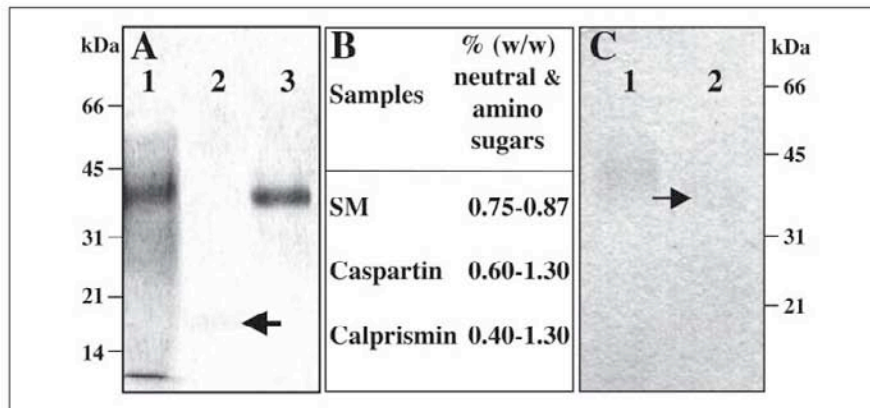 kDa
A
1 2 3
66
45
31
21
14
B
% (w/w)
neutral &
amino
sugars
Samples
SM 0.75-0.87
Caspartin 0.60-1.30
Calprismin 0.40-1.30
C
1 2
kDa
66
45
31
21